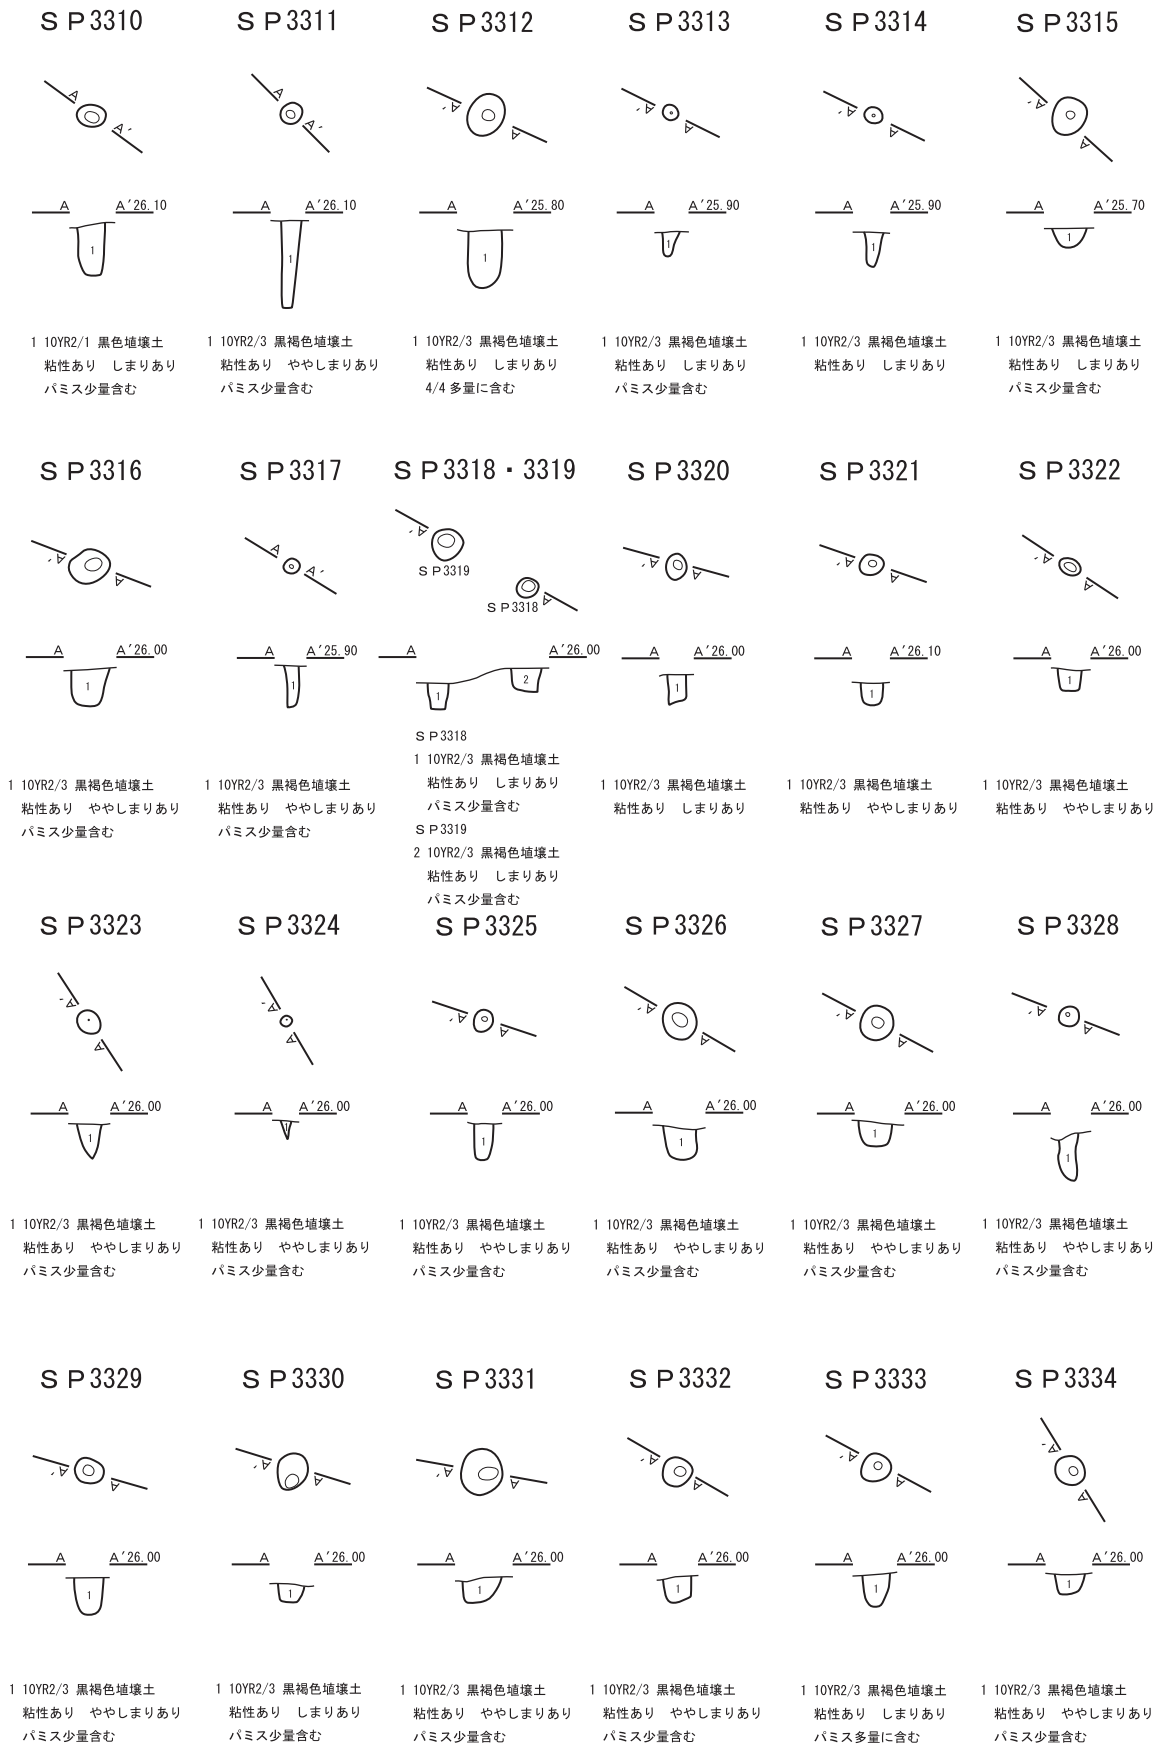 ＳＰ3310
A
A'
A A'26.10
1
1 10YR2/1 黒色埴壌土
粘性あり しまりあり
パミス少量含む
ＳＰ3311
A
A'
A A'26.10
1
1 10YR2/3 黒褐色埴壌土
粘性あり ややしまりあり
パミス少量含む
ＳＰ3312
A'
A
A A'25.80
1
1 10YR2/3 黒褐色埴壌土
粘性あり しまりあり
4/4 多量に含む
ＳＰ3313
A'
A
A A'25.90
1
1 10YR2/3 黒褐色埴壌土
粘性あり しまりあり
パミス少量含む
ＳＰ3314
A'
A
A A'25.90
1
1 10YR2/3 黒褐色埴壌土
粘性あり しまりあり
ＳＰ3315
A'
A
A A'25.70
1
1 10YR2/3 黒褐色埴壌土
粘性あり しまりあり
パミス少量含む
ＳＰ3316
A'
A
A A'26.00
1
1 10YR2/3 黒褐色埴壌土
粘性あり ややしまりあり
パミス少量含む
ＳＰ3317
A
A'
A A'25.90
1
1 10YR2/3 黒褐色埴壌土
粘性あり ややしまりあり
パミス少量含む
ＳＰ3318・3319
A'
ＳＰ3319
ＳＰ3318
A
A A'26.00
1
2
ＳＰ3318
1 10YR2/3 黒褐色埴壌土
粘性あり しまりあり
パミス少量含む
ＳＰ3319
2 10YR2/3 黒褐色埴壌土
粘性あり しまりあり
パミス少量含む
ＳＰ3320
A'
A
A A'26.00
1
1 10YR2/3 黒褐色埴壌土
粘性あり しまりあり
ＳＰ3321
A'
A
A A'26.10
1
1 10YR2/3 黒褐色埴壌土
粘性あり ややしまりあり
ＳＰ3322
A'
A
A A'26.00
1
1 10YR2/3 黒褐色埴壌土
粘性あり ややしまりあり
ＳＰ3323
A'
A
A A'26.00
1
1 10YR2/3 黒褐色埴壌土
粘性あり ややしまりあり
パミス少量含む
ＳＰ3324
A'
A
A A'26.00
1
1 10YR2/3 黒褐色埴壌土
粘性あり ややしまりあり
パミス少量含む
ＳＰ3325
A'
A
A A'26.00
1
1 10YR2/3 黒褐色埴壌土
粘性あり ややしまりあり
パミス少量含む
ＳＰ3326
A'
A
A A'26.00
1
1 10YR2/3 黒褐色埴壌土
粘性あり ややしまりあり
パミス少量含む
ＳＰ3327
A'
A
A A'26.00
1
1 10YR2/3 黒褐色埴壌土
粘性あり ややしまりあり
パミス少量含む
ＳＰ3328
A'
A
A A'26.00
1
1 10YR2/3 黒褐色埴壌土
粘性あり ややしまりあり
パミス少量含む
ＳＰ3329
A'
A
A A'26.00
1
1 10YR2/3 黒褐色埴壌土
粘性あり ややしまりあり
パミス少量含む
ＳＰ3330
A'
A
A A'26.00
1
1 10YR2/3 黒褐色埴壌土
粘性あり しまりあり
パミス少量含む
ＳＰ3331
A'
A
A A'26.00
1
1 10YR2/3 黒褐色埴壌土
粘性あり ややしまりあり
パミス少量含む
ＳＰ3332
A'
A
A A'26.00
1
1 10YR2/3 黒褐色埴壌土
粘性あり ややしまりあり
パミス少量含む
ＳＰ3333
A'
A
A A'26.00
1
1 10YR2/3 黒褐色埴壌土
粘性あり しまりあり
パミス多量に含む
ＳＰ3334
A'
A
A A'26.00
1
1 10YR2/3 黒褐色埴壌土
粘性あり ややしまりあり
パミス少量含む